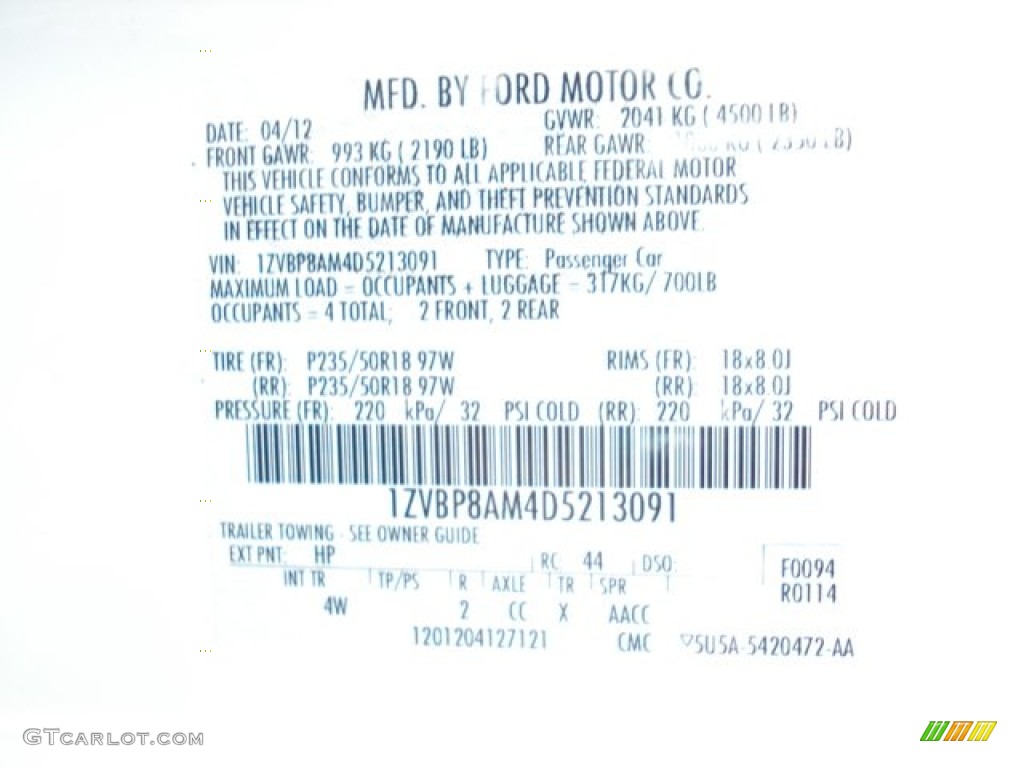 MFD. BY FORD MOTOR CO.
DATE: 04/12 GVWR: 2041 KG ( 4500 LB)
FRONT GAWR: 993 KG ( 2190 LB) REAR GAWR:
THIS VEHICLE CONFORMS TO ALL APPLICABLE FEDERAL MOTOR
VEHICLE SAFETY, BUMPER, AND THEFT PREVENTION STANDARDS
IN EFFECT ON THE DATE OF MANUFACTURE SHOWN ABOVE.
VIN: 1ZVBP8AM4D5213091 TYPE: Passenger Car
MAXIMUM LOAD = OCCUPANTS + LUGGAGE = 317KG/ 700LB
OCCUPANTS = 4 TOTAL; 2 FRONT, 2 REAR
TIRE (FR): P235/50R18 97W RIMS (FR): 18x8.0J
(RR): P235/50R18 97W (RR): 18x8.0J
PRESSURE (FR): 220 kPa/ 32 PSI COLD (RR): 220 kPa/ 32 PSI COLD
1ZVBP8AM4D5213091
TRAILER TOWING - SEE OWNER GUIDE
EXT PNT: HP RC: 44 DSO:
INT TR TP/PS R AXLE TR SPR
4W 2 CC X AACC
F0094
R0114
1201204127121 CMC ♡5U5A-5420472-AA
GTCARLOT.COM